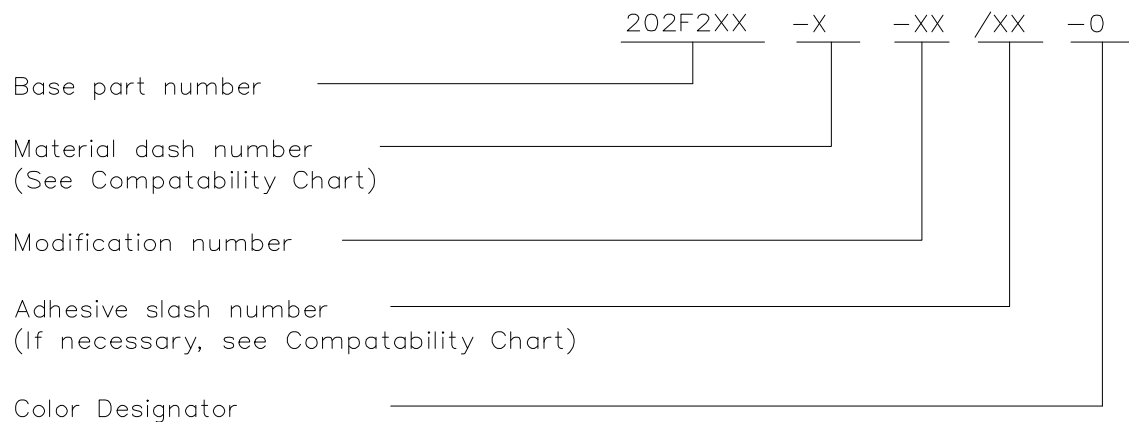 202F2XX -X -XX /XX -0
Base part number
Material dash number
(See Compatability Chart)
Modification number
Adhesive slash number
(If necessary, see Compatability Chart)
Color Designator